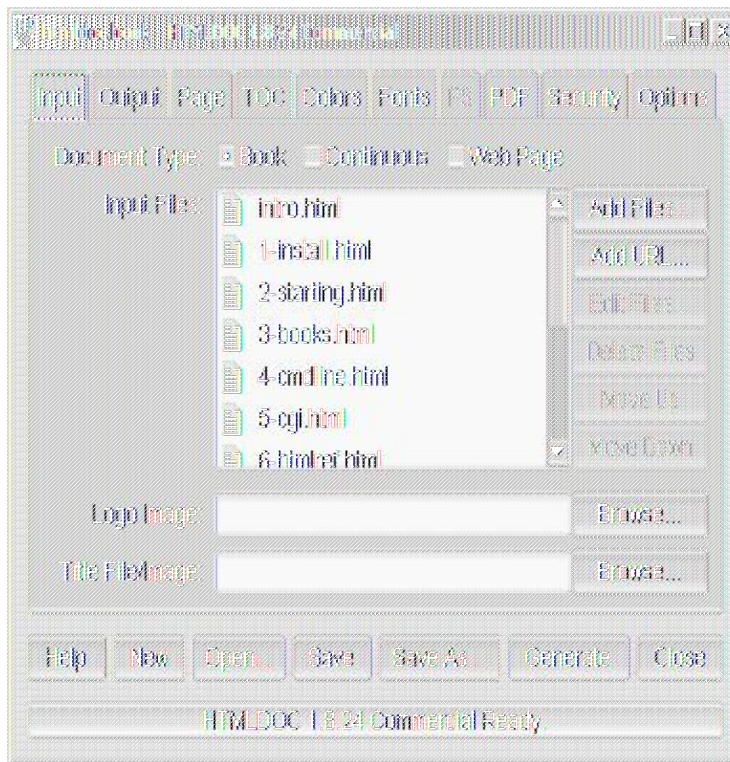 HTMLDOC 1.8.24 Commercial
Input Output Page TOC Colors Fonts PS PDF Security Options
Document Type: Book Continuous Web Page
Input Files:
intro.html
1-install.html
2-starting.html
3-books.html
4-cmdline.html
5-cgi.html
6-htmlref.html
Add Files...
Add URL...
Edit Files...
Delete Files
Move Up
Move Down
Logo Image: Browse...
Title File/Image: Browse...
Help New Open... Save Save As... Generate Close
HTMLDOC 1.8.24 Commercial Ready.